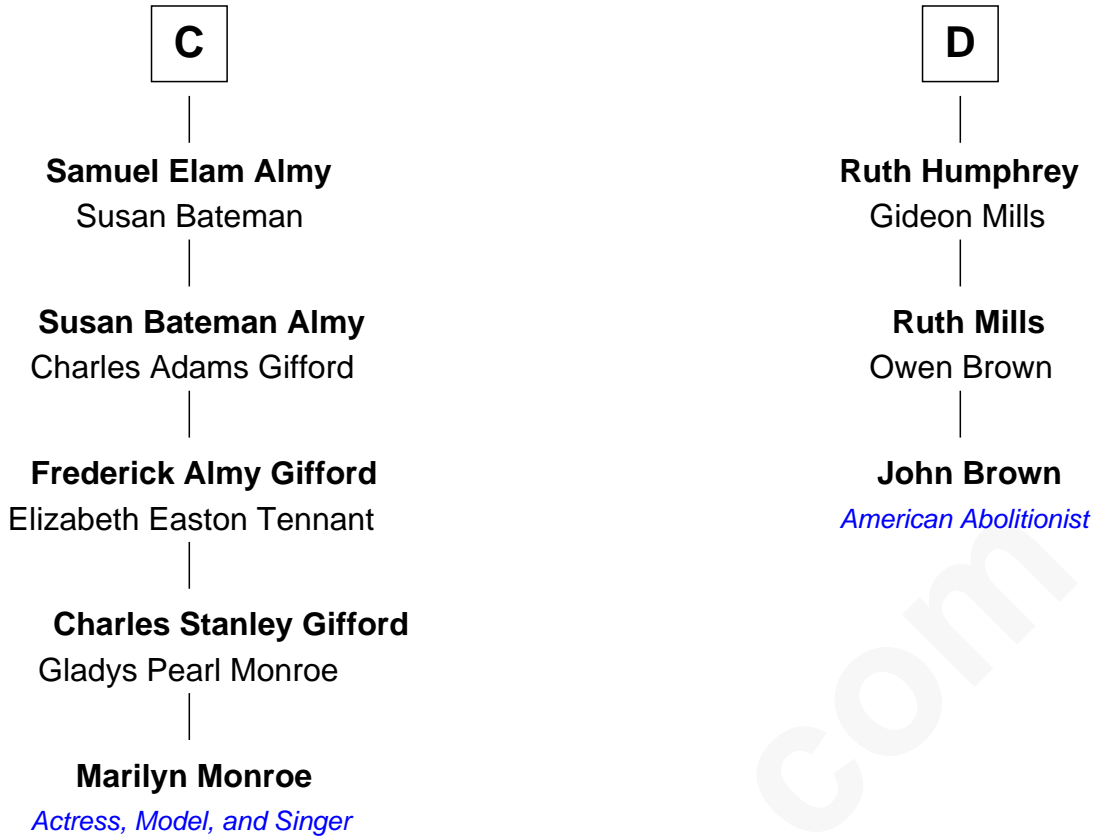 C
Samuel Elam Almy
Susan Bateman
Susan Bateman Almy
Charles Adams Gifford
Frederick Almy Gifford
Elizabeth Easton Tennant
Charles Stanley Gifford
Gladys Pearl Monroe
Marilyn Monroe
Actress, Model, and Singer
D
Ruth Humphrey
Gideon Mills
Ruth Mills
Owen Brown
John Brown
American Abolitionist
com